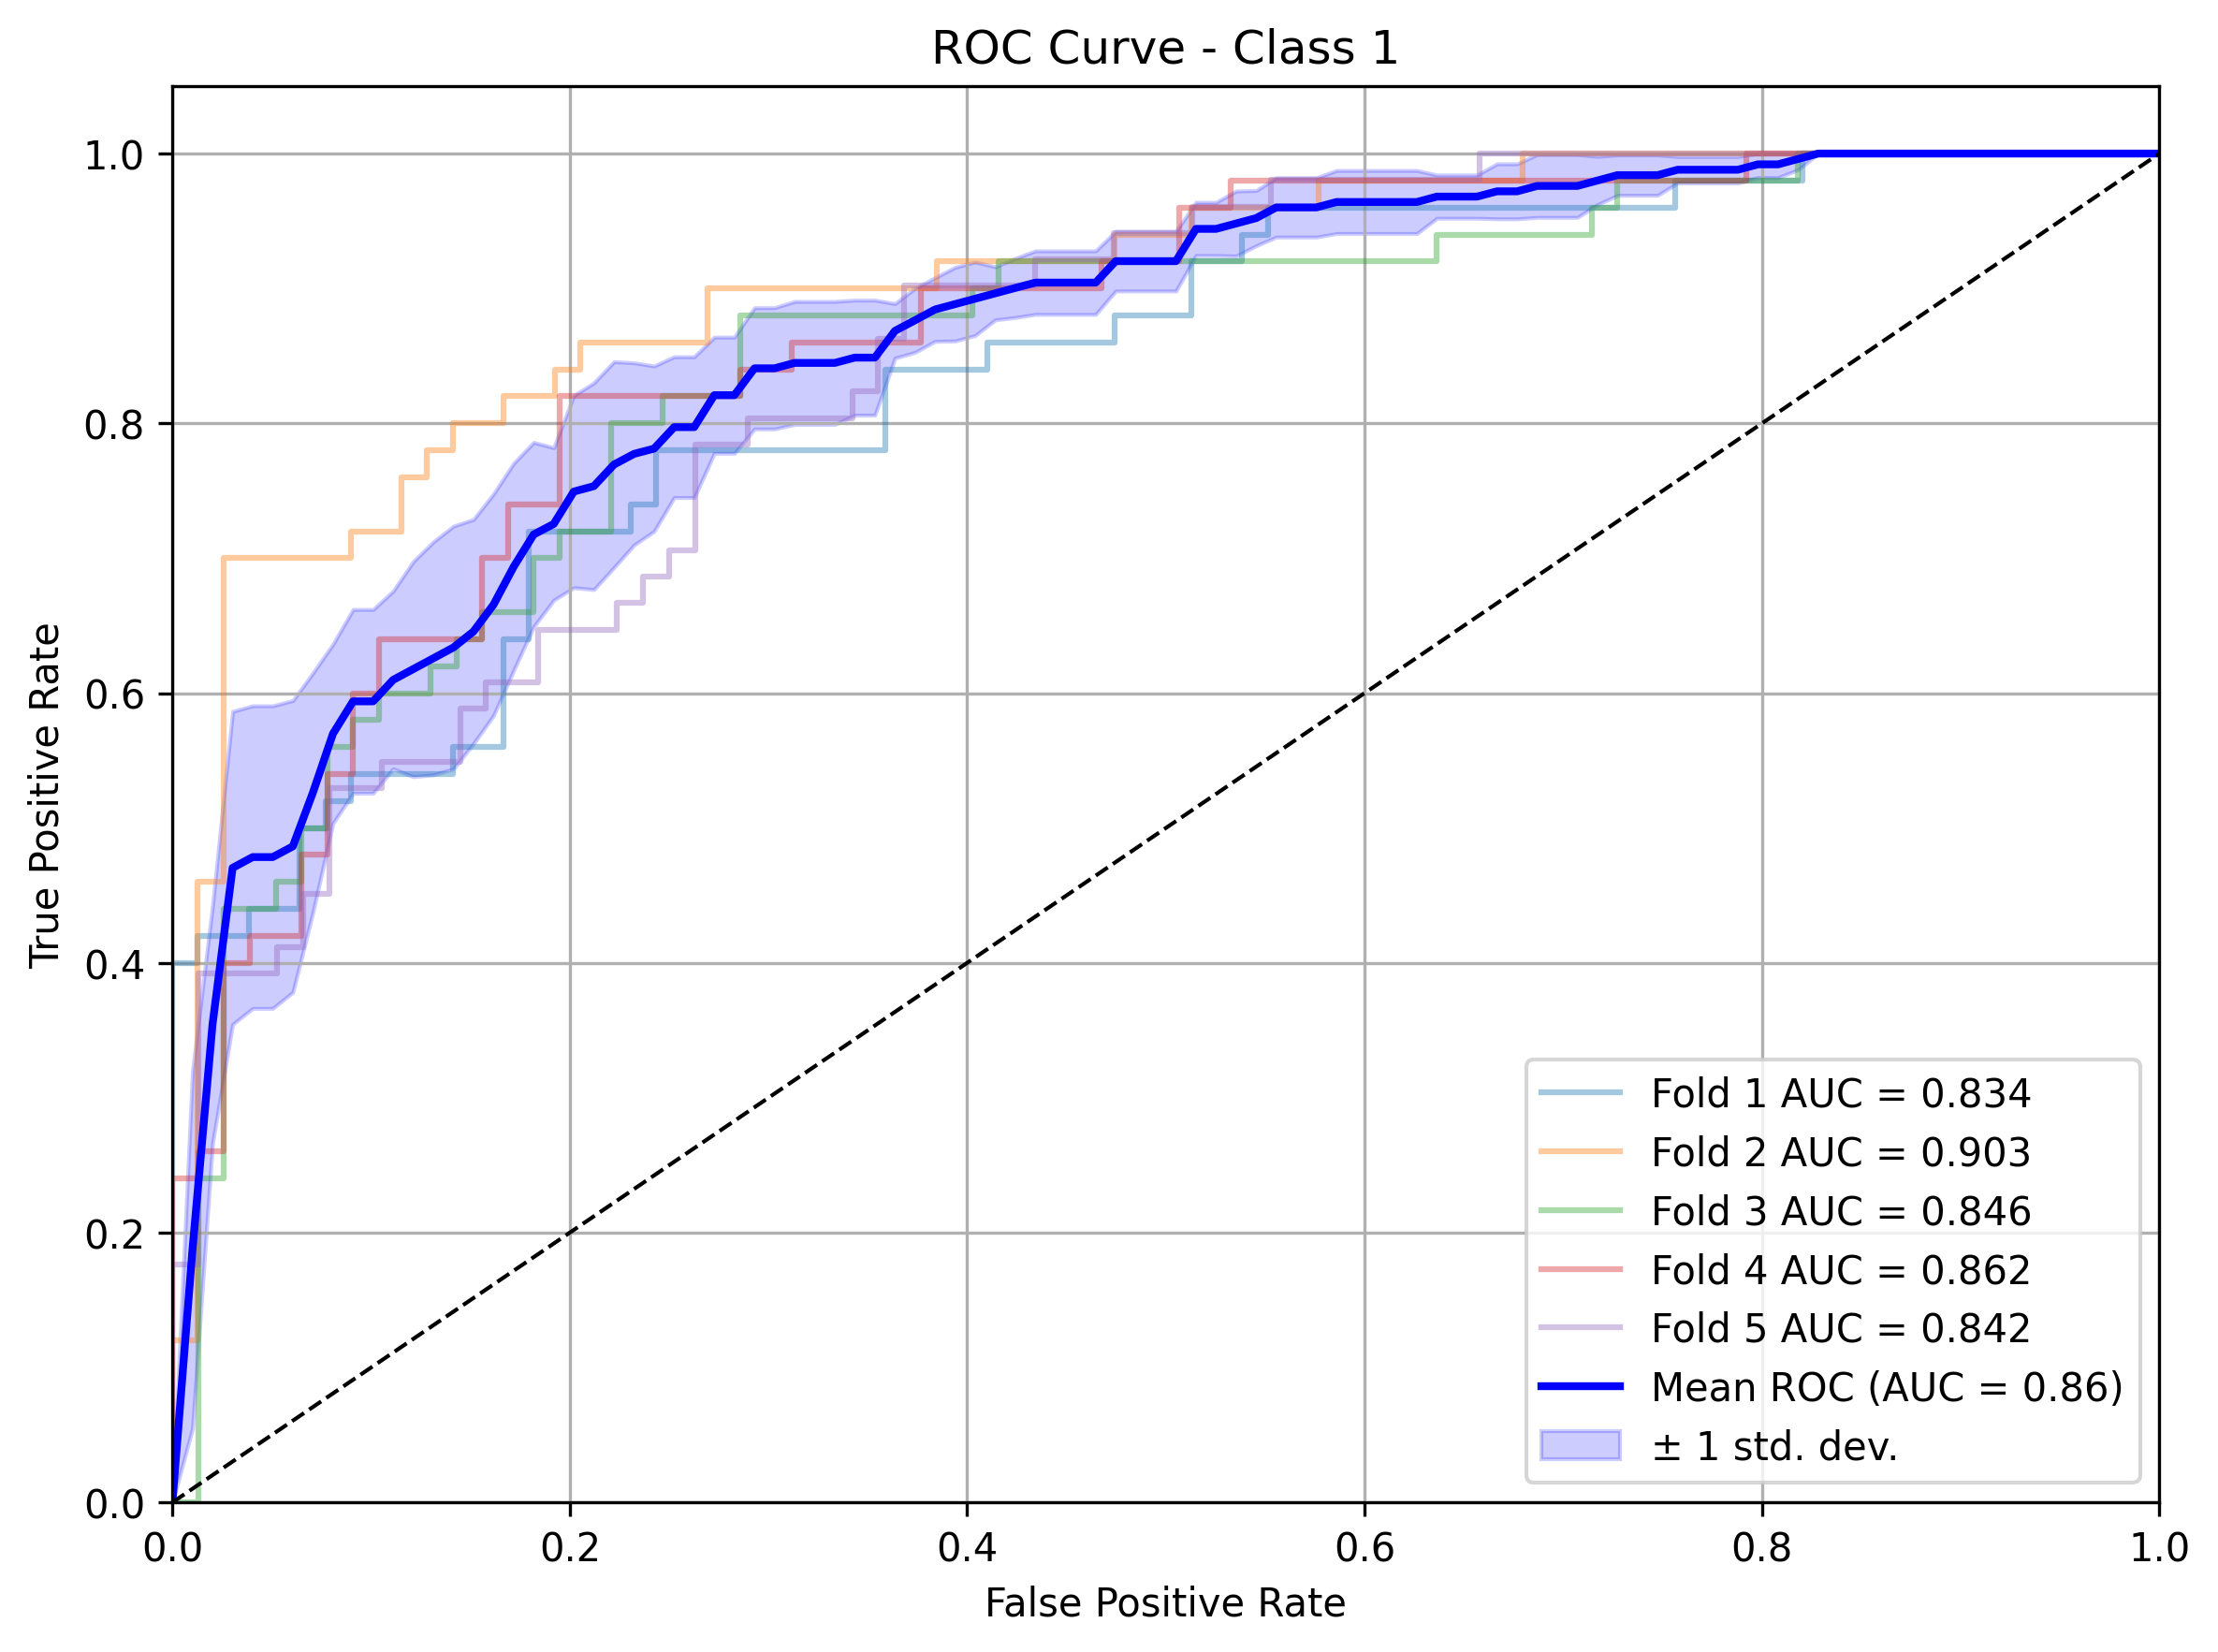 ROC Curve - Class 1
True Positive Rate
1.0
0.8
0.6
0.4
0.2
0.0
0.0 0.2 0.4 0.6 0.8 1.0
False Positive Rate
Fold 1 AUC = 0.834
Fold 2 AUC = 0.903
Fold 3 AUC = 0.846
Fold 4 AUC = 0.862
Fold 5 AUC = 0.842
Mean ROC (AUC = 0.86)
± 1 std. dev.